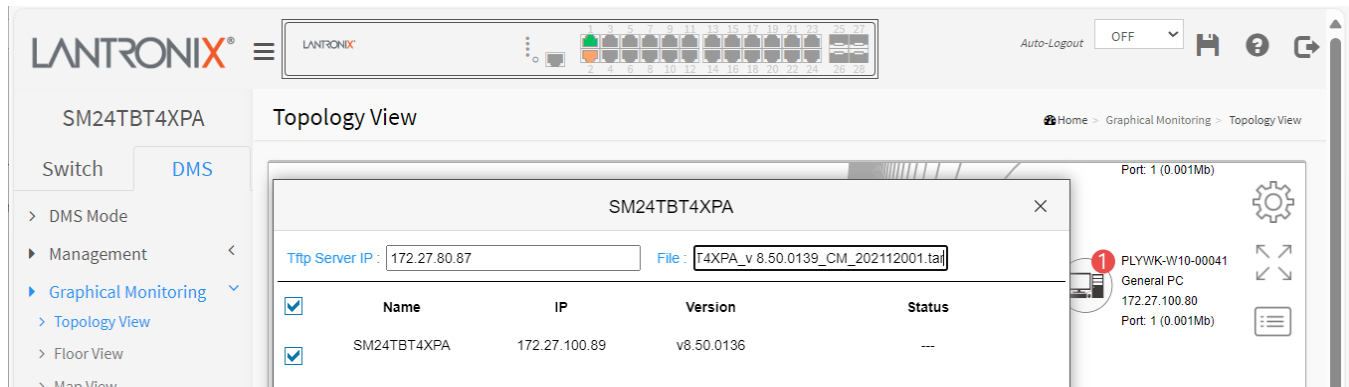 LANTRONIX®
LANTRONIX
1 3 5 7 9 11 13 15 17 19 21 23 25 27
2 4 6 8 10 12 14 16 18 20 22 24 26 28
Auto-Logout OFF
SM24TBT4XPA
Topology View
Home > Graphical Monitoring > Topology View
Switch DMS
> DMS Mode
Management
Graphical Monitoring
> Topology View
> Floor View
> Map View
Port: 1 (0.001Mb)
SM24TBT4XPA
Tftp Server IP : 172.27.80.87 File : T4XPA_v 8.50.0139_CM_202112001.tar
Name IP Version Status
SM24TBT4XPA 172.27.100.89 v8.50.0136 ---
1
PLYWK-W10-00041
General PC
172.27.100.80
Port: 1 (0.001Mb)